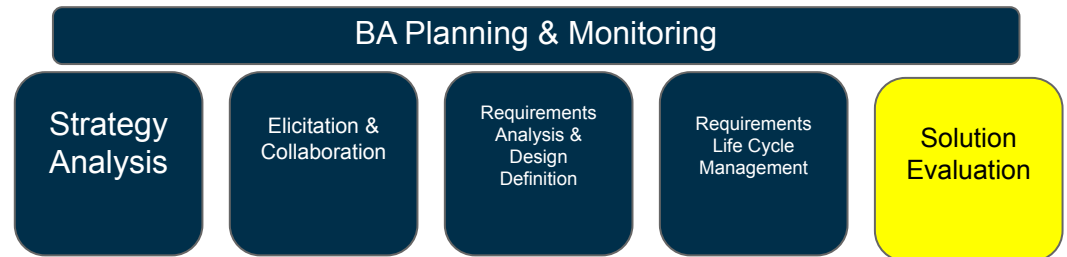 BA Planning & Monitoring
Strategy
Analysis
Elicitation &
Collaboration
Requirements
Analysis &
Design
Definition
Requirements
Life Cycle
Management
Solution
Evaluation